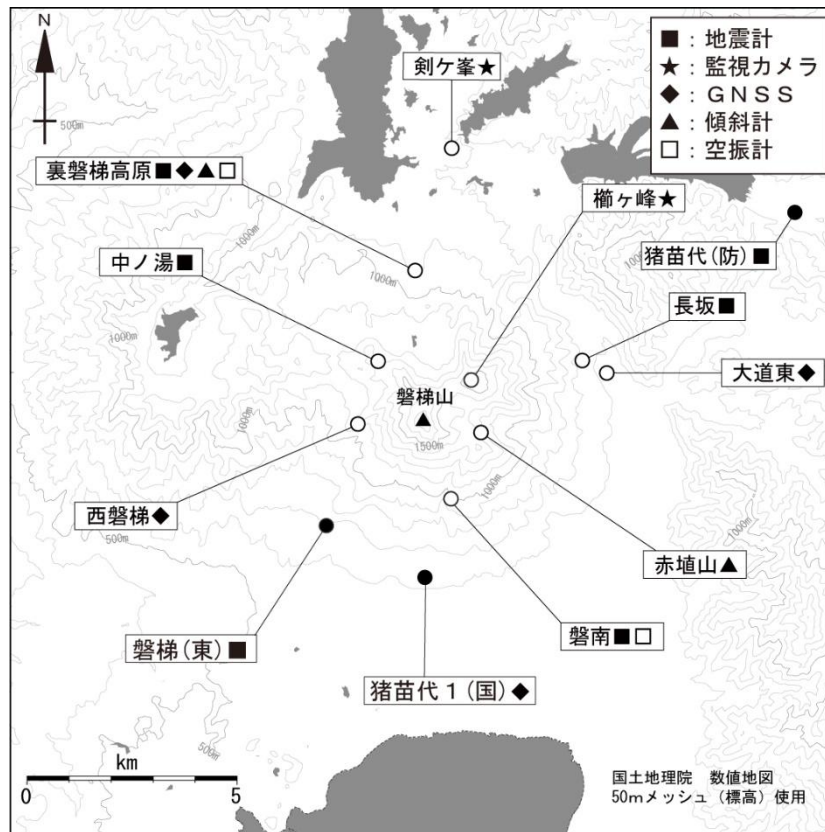 N
500m
■：地震計
★：監視カメラ
◆：ＧＮＳＳ
▲：傾斜計
□：空振計
剣ケ峯★
裏磐梯高原■◆▲□
櫛ヶ峰★
猪苗代(防)■
中ノ湯■
長坂■
大道東◆
磐梯山
▲
1000m
1000m
1000m
1000m
1000m
1500m
1000m
1000m
西磐梯◆
500m
赤埴山▲
磐梯(東)■
磐南■□
猪苗代１(国)◆
500m
km
0
5
国土地理院　数値地図
50mメッシュ（標高）使用